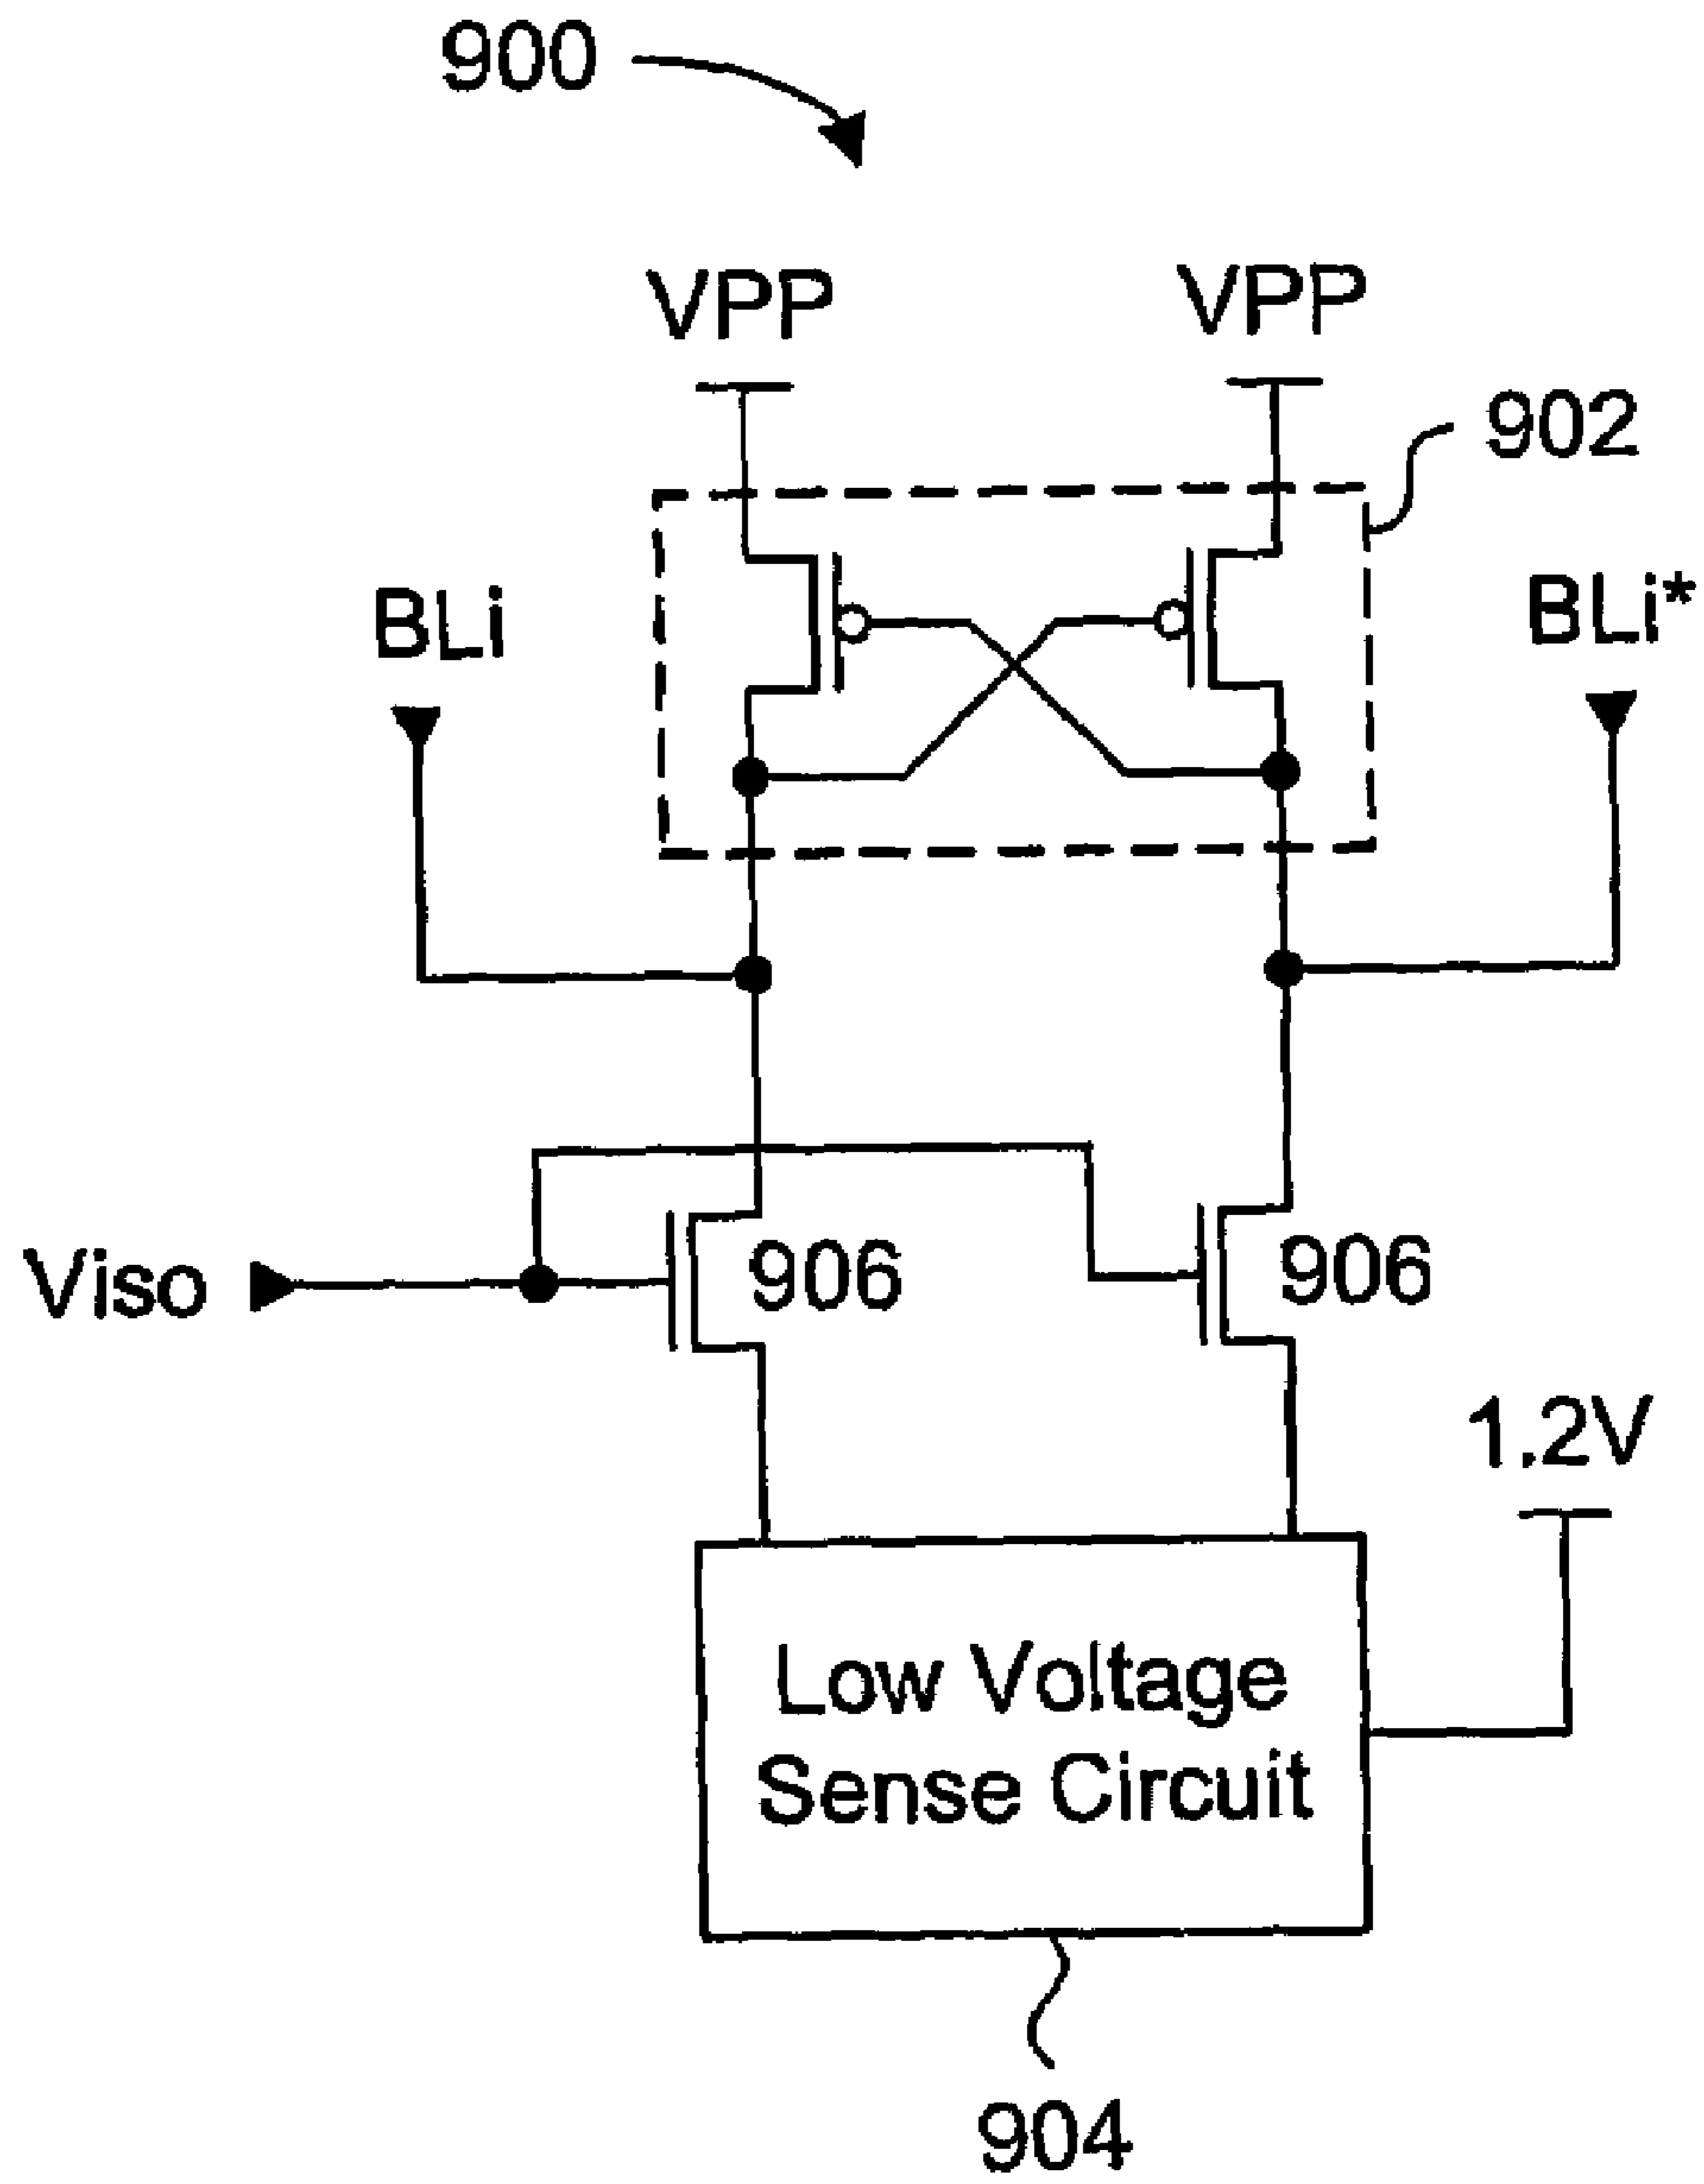 900
VPP
VPP
902
BLi
BLi*
Viso
906
906
1.2V
Low Voltage
Sense Circuit
904